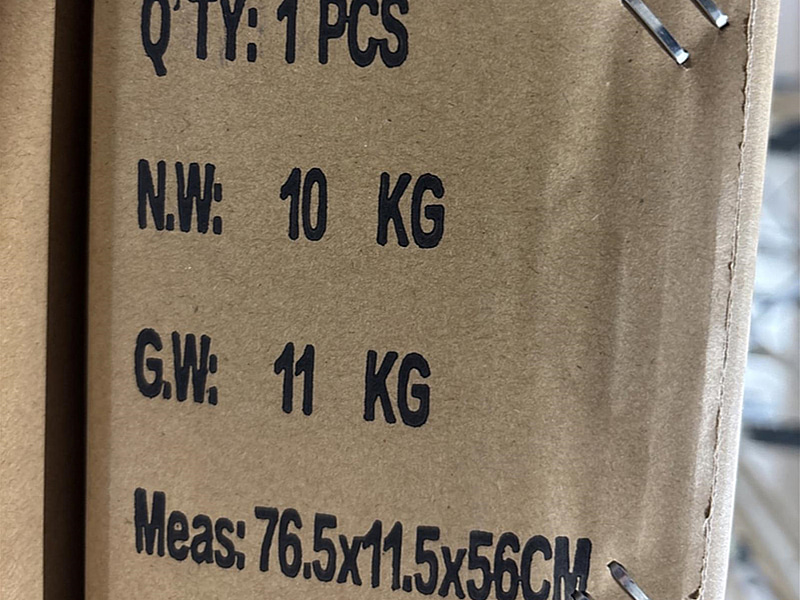 Q'TY: 1 PCS
N.W: 10 KG
G.W: 11 KG
Meas: 76.5x11.5x56CM